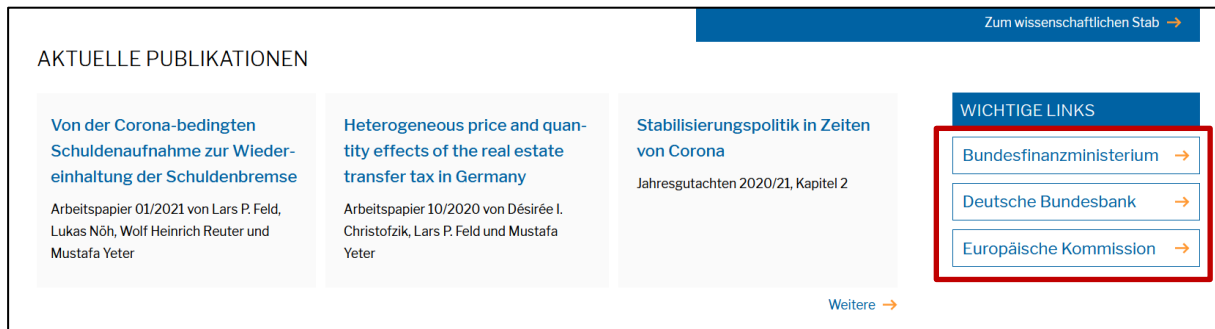 Zum wissenschaftlichen Stab →
AKTUELLE PUBLIKATIONEN
Von der Corona-bedingten
Schuldenaufnahme zur Wieder-
einhaltung der Schuldenbremse
Arbeitspapier 01/2021 von Lars P. Feld,
Lukas Nöh, Wolf Heinrich Reuter und
Mustafa Yeter
Heterogeneous price and quan-
tity effects of the real estate
transfer tax in Germany
Arbeitspapier 10/2020 von Désirée I.
Christofzik, Lars P. Feld und Mustafa
Yeter
Stabilisierungspolitik in Zeiten
von Corona
Jahresgutachten 2020/21, Kapitel 2
Weitere →
WICHTIGE LINKS
Bundesfinanzministerium →
Deutsche Bundesbank →
Europäische Kommission →